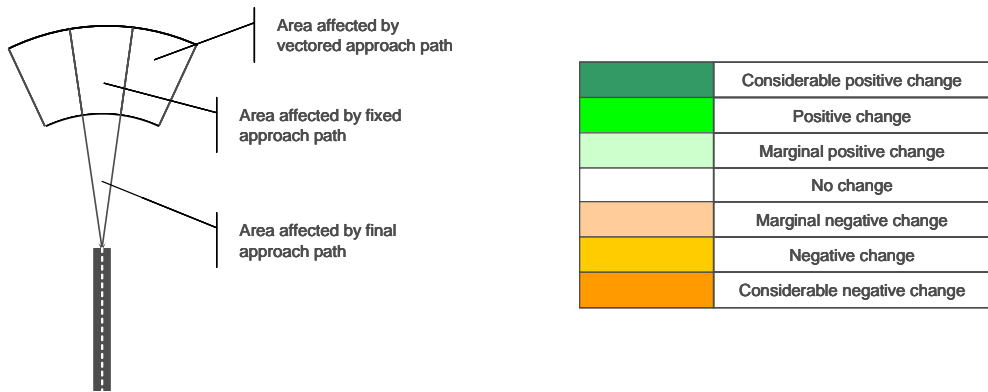 Area affected by
vectored approach path
Area affected by fixed
approach path
Area affected by final
approach path
Considerable positive change
Positive change
Marginal positive change
No change
Marginal negative change
Negative change
Considerable negative change